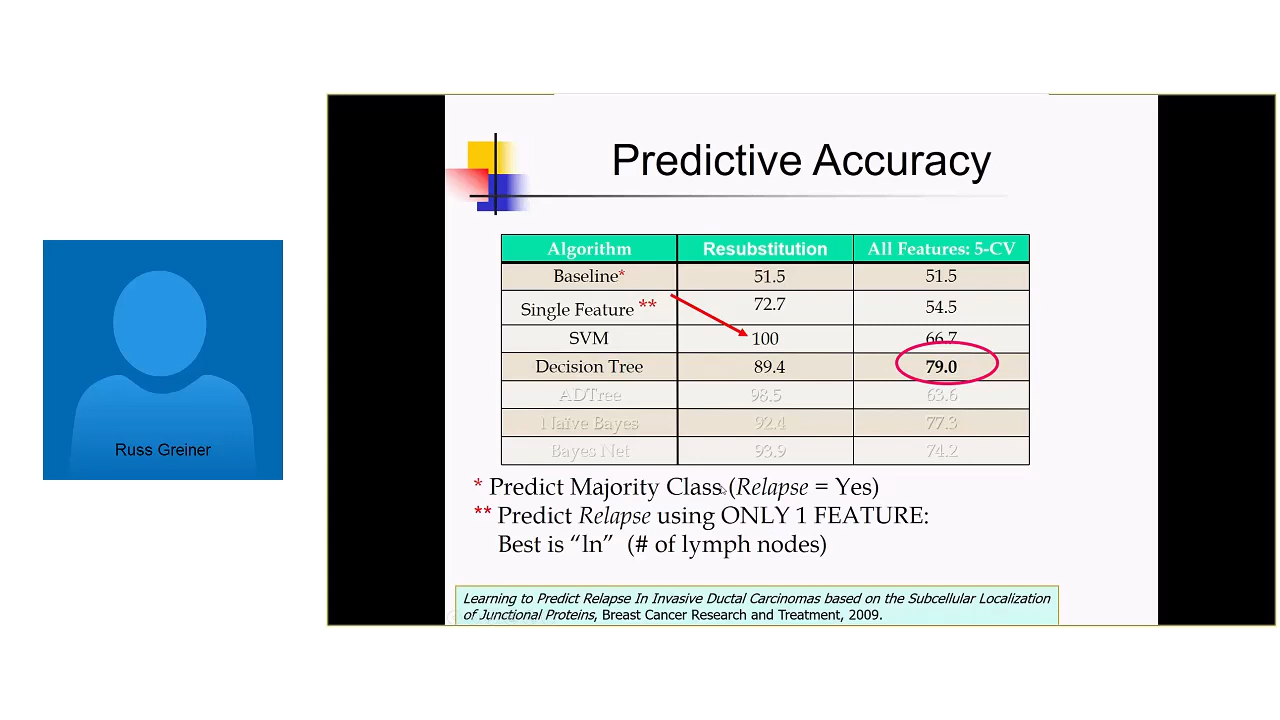 Predictive Accuracy
Algorithm Resubstitution All Features: 5-CV
Baseline* 51.5 51.5
Single Feature ** 72.7 54.5
SVM 100 66.7
Decision Tree 89.4 79.0
ADTree 98.5 63.6
Naïve Bayes 92.4 77.3
Bayes Net 93.9 74.2
* Predict Majority Class (Relapse = Yes)
** Predict Relapse using ONLY 1 FEATURE:
Best is “ln” (# of lymph nodes)
Learning to Predict Relapse In Invasive Ductal Carcinomas based on the Subcellular Localization
of Junctional Proteins, Breast Cancer Research and Treatment, 2009.
Russ Greiner